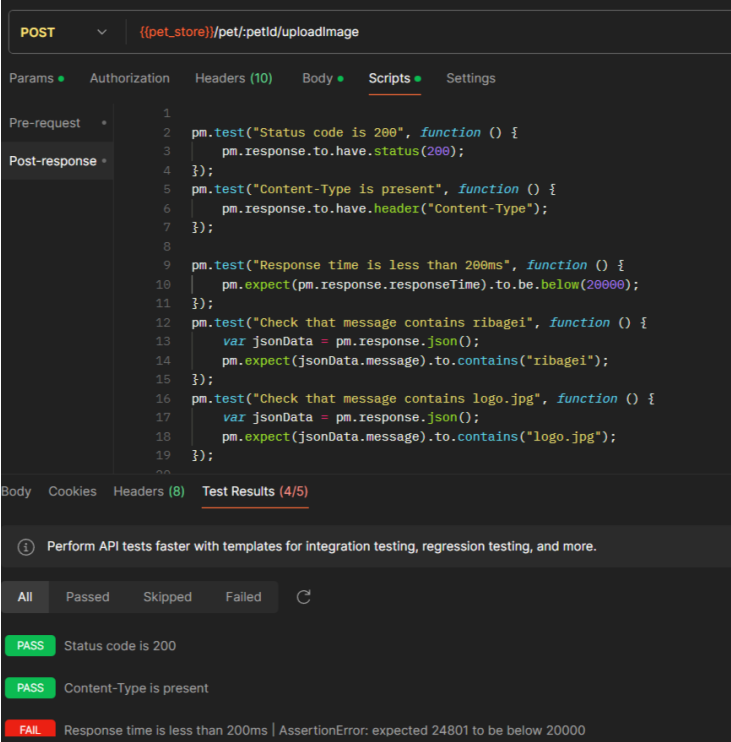 POST {{pet_store}}/pet/:petId/uploadImage
Params Authorization Headers (10) Body Scripts Settings
Pre-request
Post-response
1
2 pm.test("Status code is 200", function () {
3 pm.response.to.have.status(200);
4 });
5 pm.test("Content-Type is present", function () {
6 pm.response.to.have.header("Content-Type");
7 });
8
9 pm.test("Response time is less than 200ms", function () {
10 pm.expect(pm.response.responseTime).to.be.below(20000);
11 });
12 pm.test("Check that message contains ribagei", function () {
13 var jsonData = pm.response.json();
14 pm.expect(jsonData.message).to.contains("ribagei");
15 });
16 pm.test("Check that message contains logo.jpg", function () {
17 var jsonData = pm.response.json();
18 pm.expect(jsonData.message).to.contains("logo.jpg");
19 });
Body Cookies Headers (8) Test Results (4/5)
Perform API tests faster with templates for integration testing, regression testing, and more.
All Passed Skipped Failed
PASS Status code is 200
PASS Content-Type is present
FAIL Response time is less than 200ms | AssertionError: expected 24801 to be below 20000